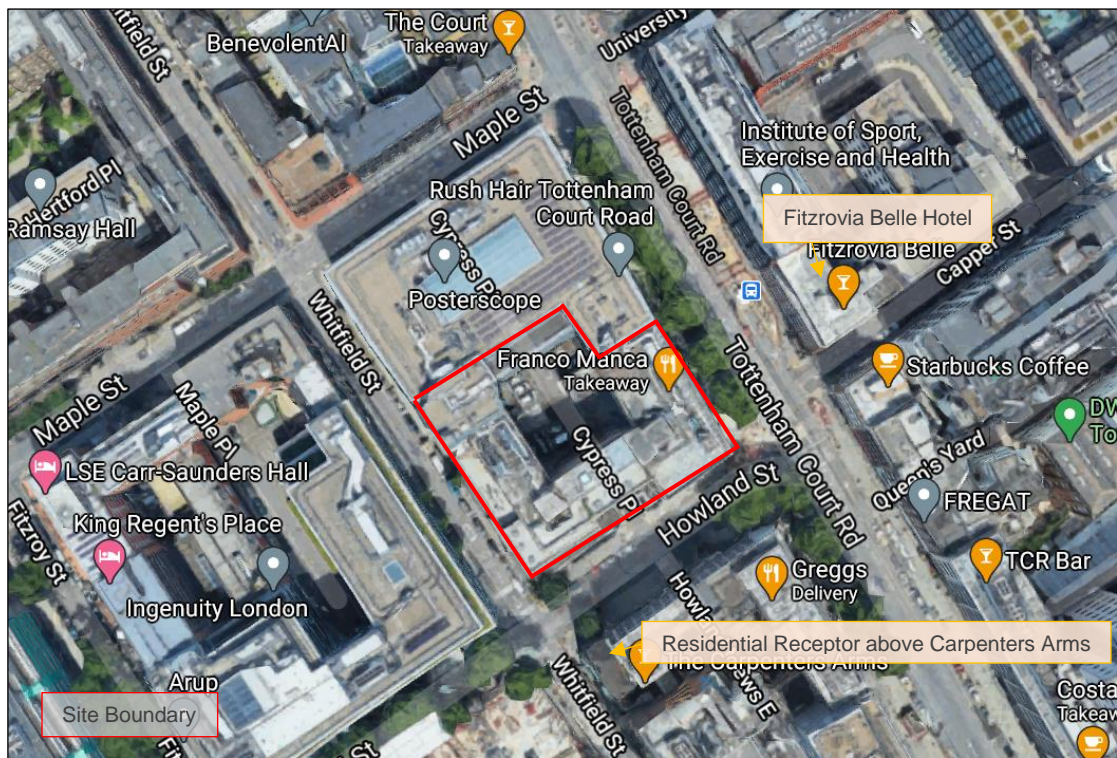 Whitfield St
BenevolentAI
The Court
Takeaway
University
Maple St
Tottenham Court Rd
Institute of Sport,
Exercise and Health
Hertford Pl
Ramsay Hall
Rush Hair Tottenham
Court Road
Cypress Pl
Posterscope
Fitzrovia Belle Hotel
Fitzrovia Belle
Capper St
Whitfield St
Franco Manca
Takeaway
Starbucks Coffee
Maple St
Maple Pl
Tottenham Court Rd
Cypress Pl
Queen's Yard
LSE Carr-Saunders Hall
Howland St
FREGAT
Fitzroy St
King Regent's Place
TCR Bar
Ingenuity London
Greggs
Delivery
Howland Mews E
Residential Receptor above Carpenters Arms
The Carpenters Arms
Whitfield St
Arup
Site Boundary
Costa
Takeaw